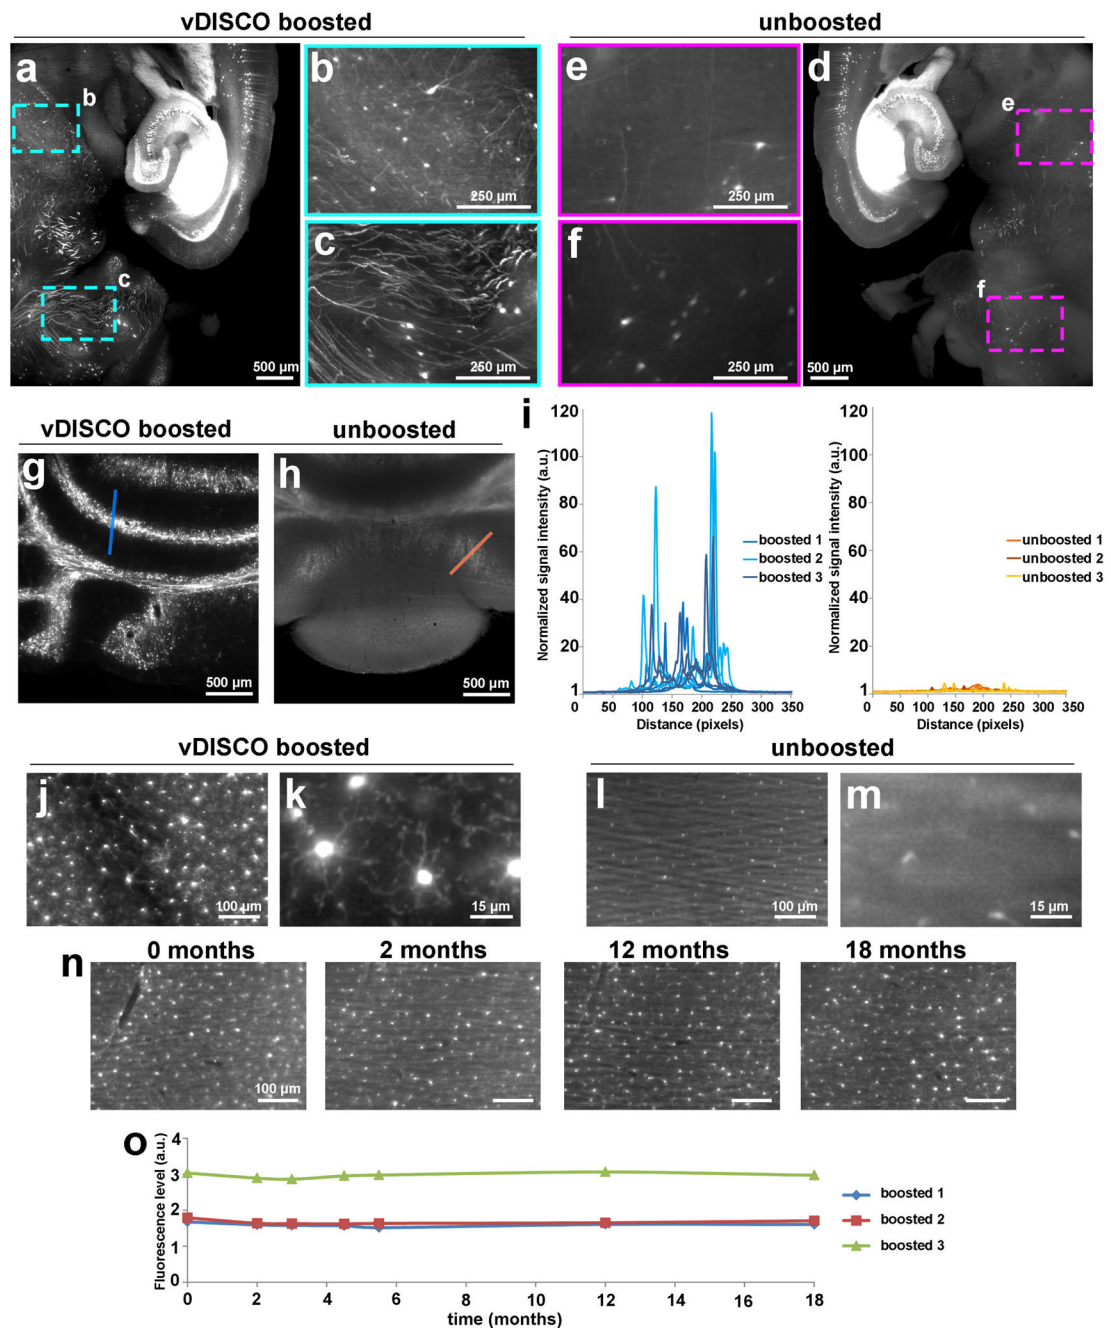 vDISCO boosted
unboosted
a
b
c
500 µm
b
250 µm
c
250 µm
e
250 µm
f
250 µm
d
e
f
500 µm
vDISCO boosted
unboosted
g
500 µm
h
500 µm
i
Normalized signal intensity (a.u.)
120
100
80
60
40
20
1
0 50 100 150 200 250 300 350
Distance (pixels)
boosted 1
boosted 2
boosted 3
Normalized signal intensity (a.u.)
120
100
80
60
40
20
1
0 50 100 150 200 250 300 350
Distance (pixels)
unboosted 1
unboosted 2
unboosted 3
vDISCO boosted
unboosted
j
100 µm
k
15 µm
l
100 µm
m
15 µm
n
0 months
2 months
12 months
18 months
100 µm
o
Fluorescence level (a.u.)
4
3
2
1
0
0 2 4 6 8 10 12 14 16 18
time (months)
boosted 1
boosted 2
boosted 3